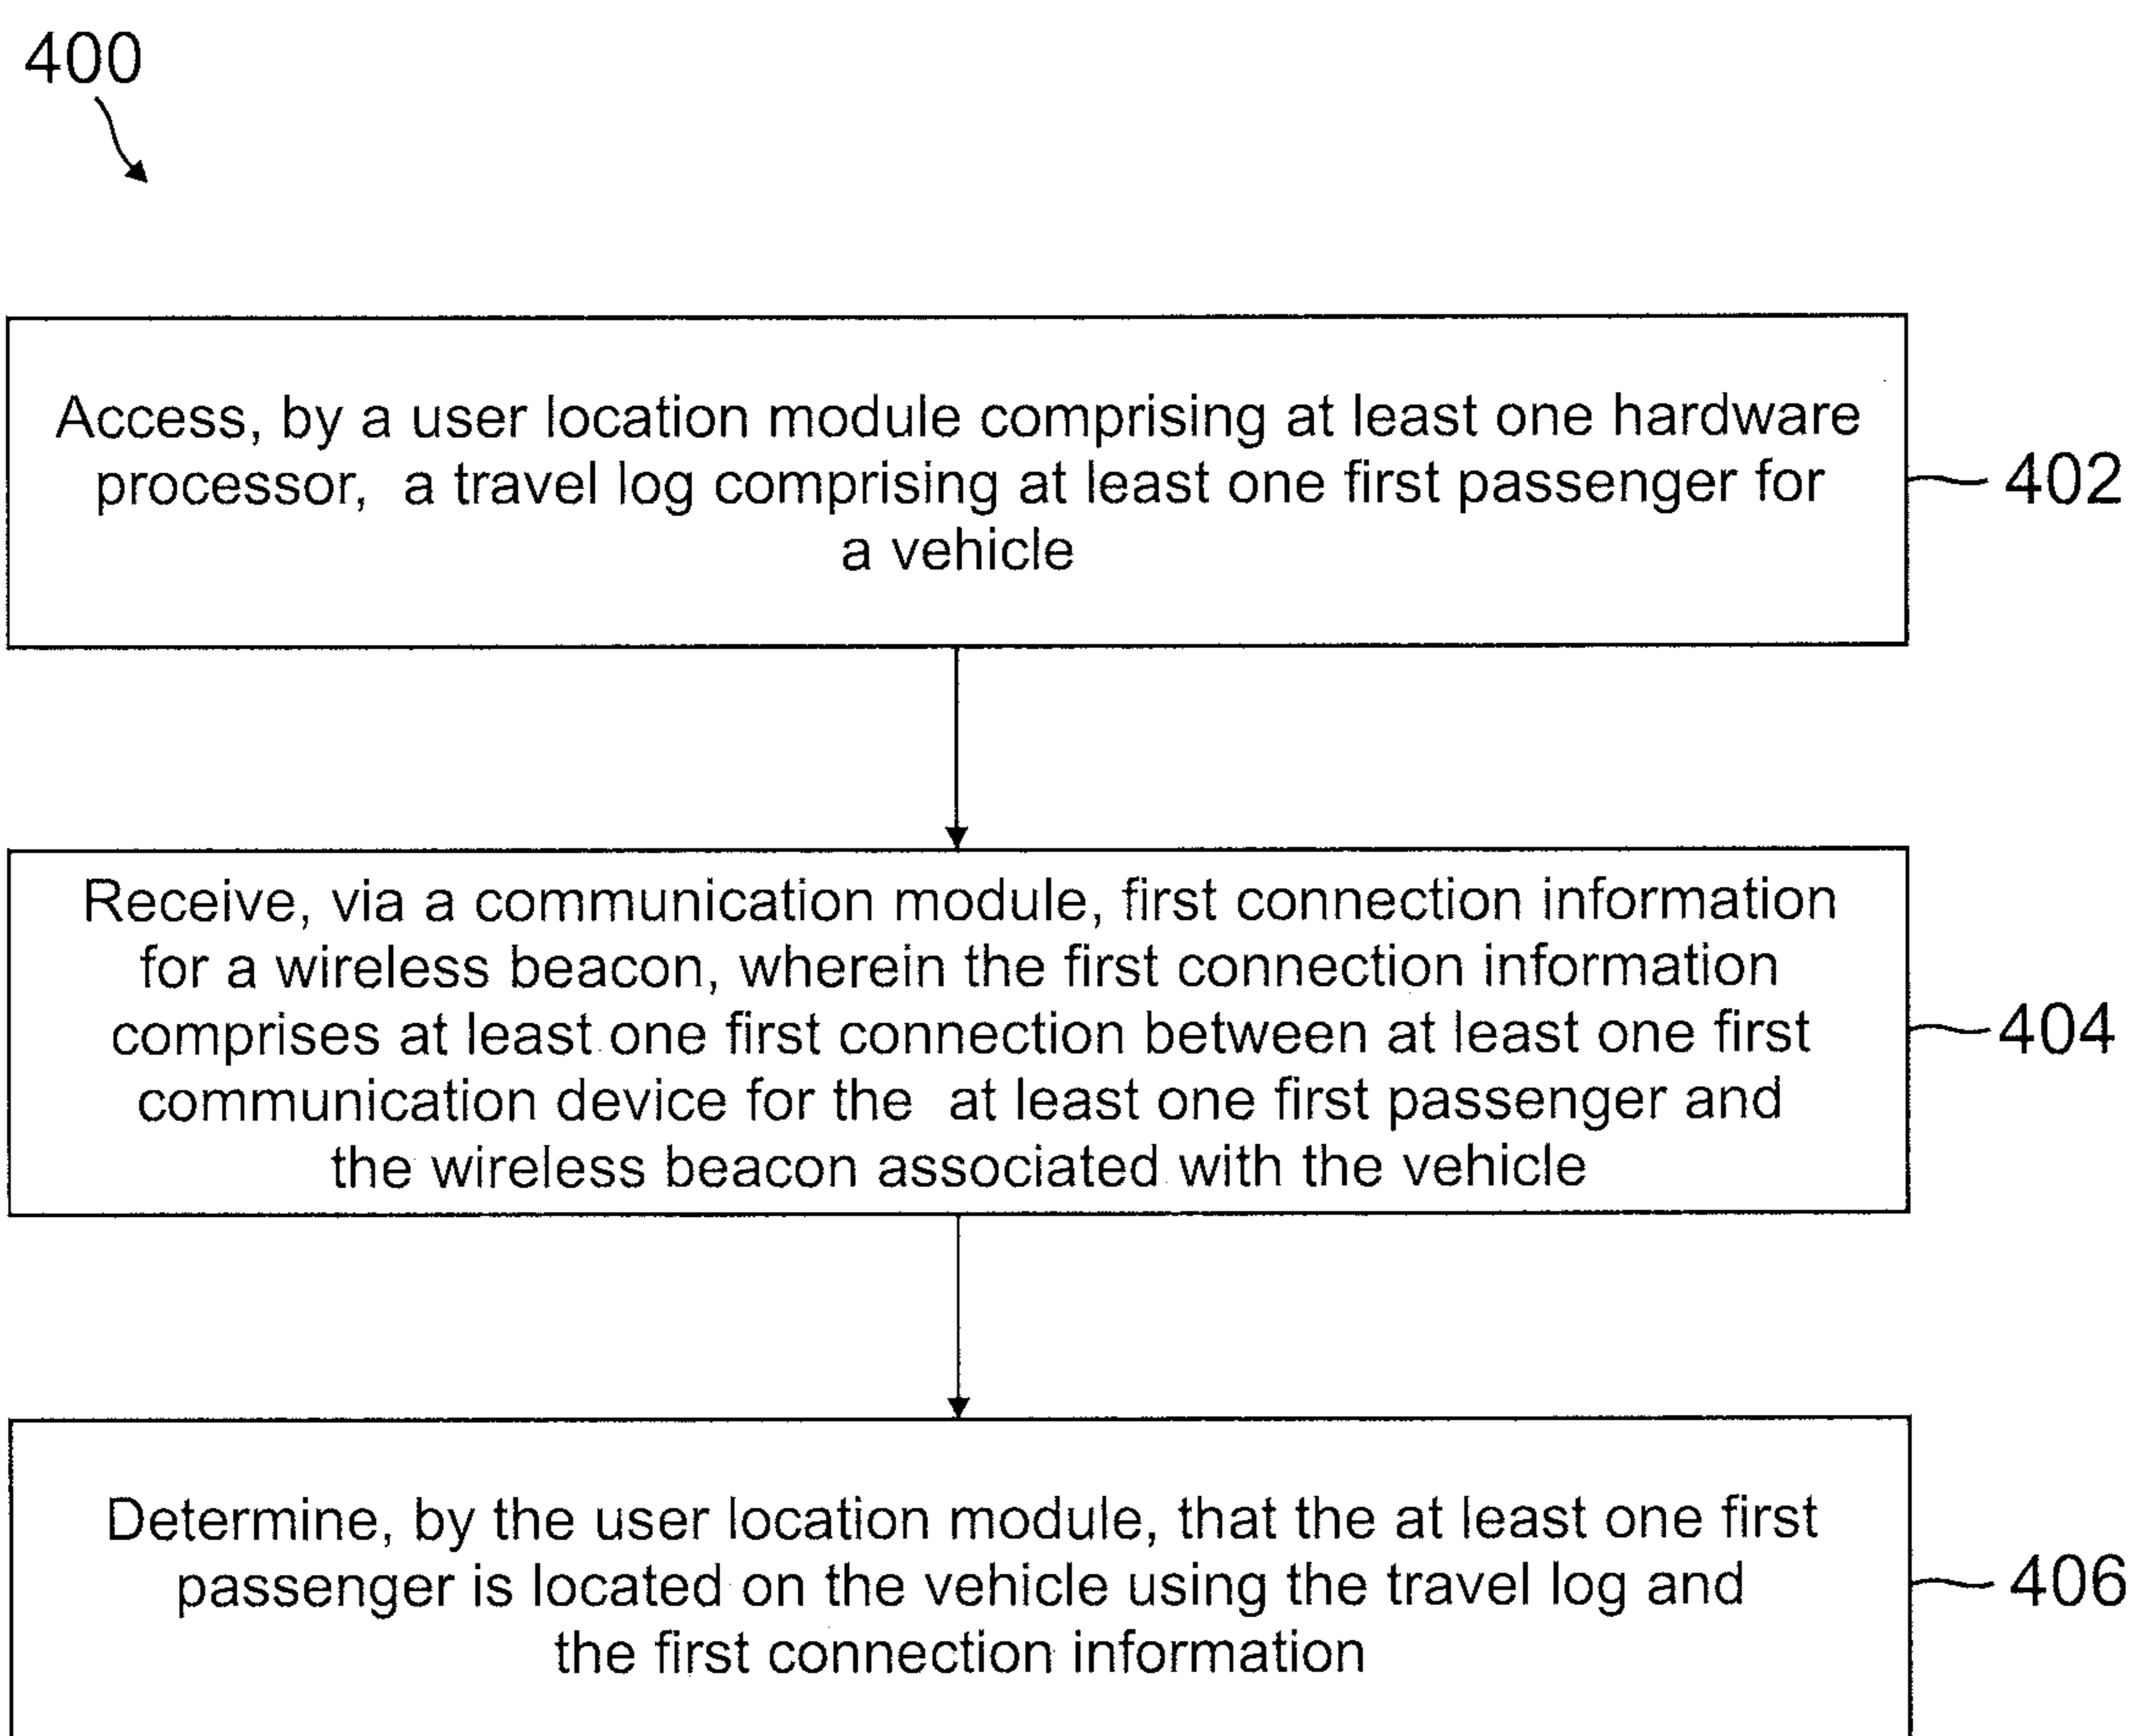 400
Access, by a user location module comprising at least one hardware
processor, a travel log comprising at least one first passenger for
a vehicle
402
Receive, via a communication module, first connection information
for a wireless beacon, wherein the first connection information
comprises at least one first connection between at least one first
communication device for the at least one first passenger and
the wireless beacon associated with the vehicle
404
Determine, by the user location module, that the at least one first
passenger is located on the vehicle using the travel log and
the first connection information
406